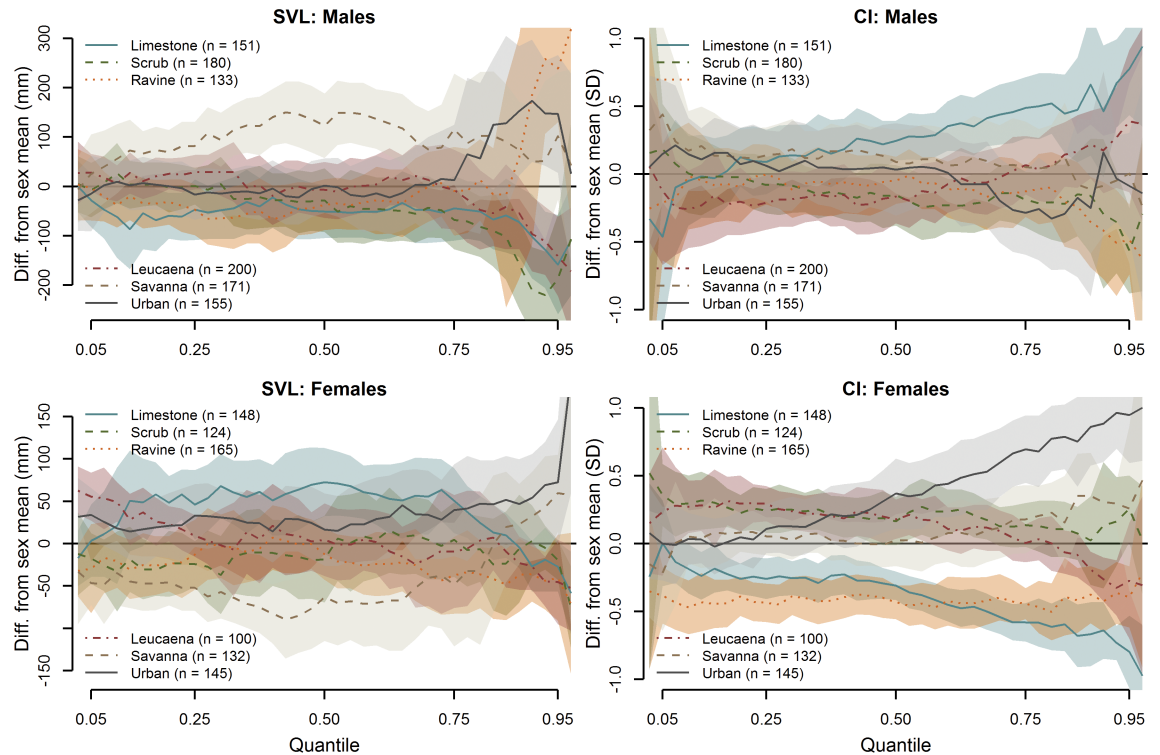 SVL: Males
Diff. from sex mean (mm)
300
200
100
0
-100
-200
Limestone (n = 151)
Scrub (n = 180)
Ravine (n = 133)
Leucaena (n = 200)
Savanna (n = 171)
Urban (n = 155)
0.05 0.25 0.50 0.75 0.95
CI: Males
Diff. from sex mean (SD)
0.5
0.0
-0.5
-1.0
Limestone (n = 151)
Scrub (n = 180)
Ravine (n = 133)
Leucaena (n = 200)
Savanna (n = 171)
Urban (n = 155)
0.05 0.25 0.50 0.75 0.95
SVL: Females
Diff. from sex mean (mm)
150
100
50
0
-50
-150
Limestone (n = 148)
Scrub (n = 124)
Ravine (n = 165)
Leucaena (n = 100)
Savanna (n = 132)
Urban (n = 145)
0.05 0.25 0.50 0.75 0.95
Quantile
CI: Females
Diff. from sex mean (SD)
1.0
0.5
0.0
-0.5
-1.0
Limestone (n = 148)
Scrub (n = 124)
Ravine (n = 165)
Leucaena (n = 100)
Savanna (n = 132)
Urban (n = 145)
0.05 0.25 0.50 0.75 0.95
Quantile